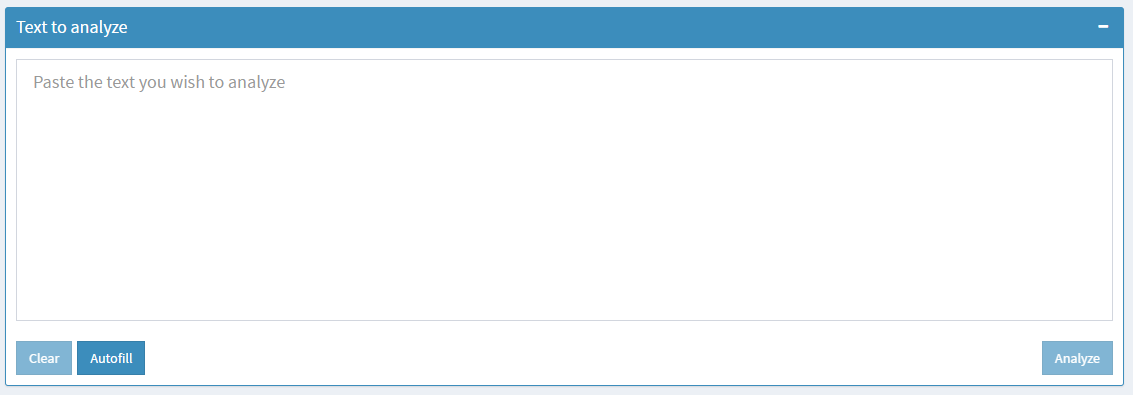 Text to analyze
Paste the text you wish to analyze
Clear Autofill Analyze